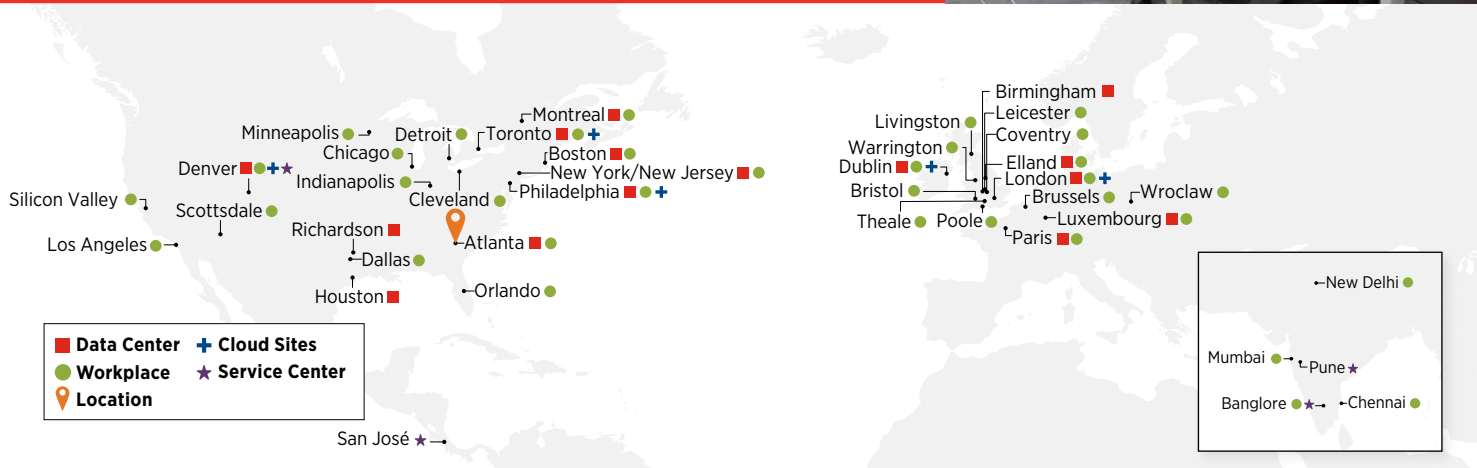 Montreal
Minneapolis
Detroit
Toronto
Chicago
Boston
Denver
New York/New Jersey
Indianapolis
Philadelphia
Cleveland
Silicon Valley
Scottsdale
Richardson
Los Angeles
Atlanta
Dallas
Houston
Orlando
Data Center
Cloud Sites
Workplace
Service Center
Location
San José
Birmingham
Leicester
Livingston
Coventry
Warrington
Elland
Dublin
London
Bristol
Brussels
Wroclaw
Theale
Poole
Luxembourg
Paris
New Delhi
Mumbai
Pune
Banglore
Chennai